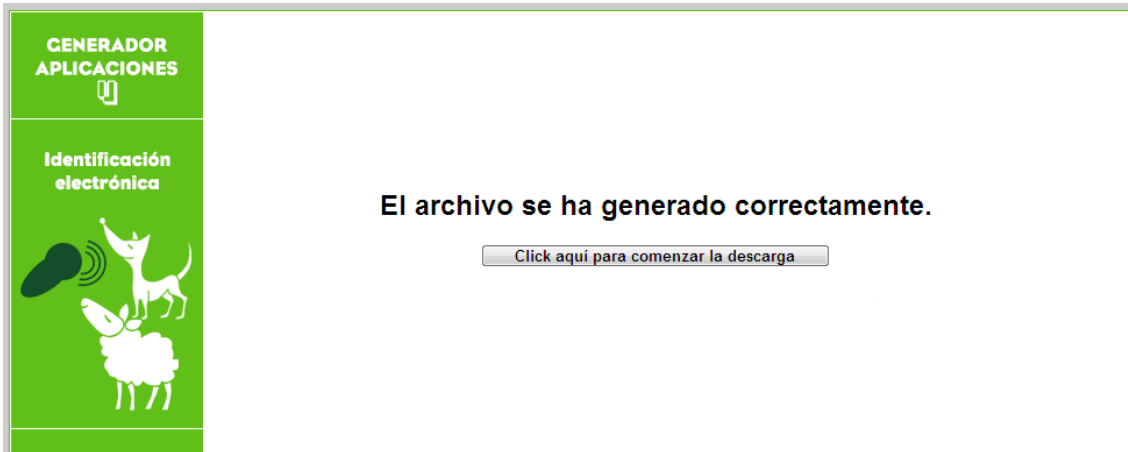 GENERADOR
APLICACIONES
Identificación
electrónica
El archivo se ha generado correctamente.
Click aquí para comenzar la descarga